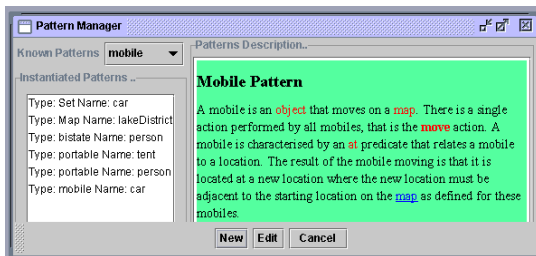 Pattern Manager
Known Patterns mobile
Instantiated Patterns ..
Type: Set Name: car
Type: Map Name: lakeDistrict
Type: bistate Name: person
Type: portable Name: tent
Type: portable Name: person
Type: mobile Name: car
Patterns Description..
Mobile Pattern
A mobile is an object that moves on a map. There is a single
action performed by all mobiles, that is the move action. A
mobile is characterised by an at predicate that relates a mobile
to a location. The result of the mobile moving is that it is
located at a new location where the new location must be
adjacent to the starting location on the map as defined for these
mobiles.
New Edit Cancel